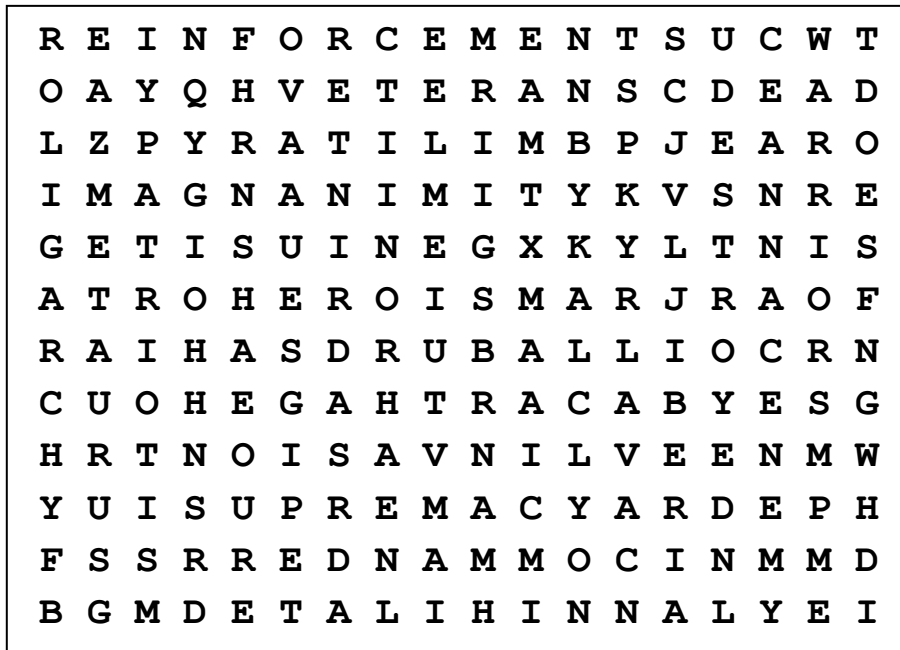 R E I N F O R C E M E N T S U C W T
O A Y Q H V E T E R A N S C D E A D
L Z P Y R A T I L I M B P J E A R O
I M A G N A N I M I T Y K V S N R E
G E T I S U I N E G X K Y L T N I S
A T R O H E R O I S M A R J R A O F
R A I H A S D R U B A L L I O C R N
C U O H E G A H T R A C A B Y E S G
H R T N O I S A V N I L V E E N M W
Y U I S U P R E M A C Y A R D E P H
F S S R R E D N A M M O C I N M M D
B G M D E T A L I H I N N A L Y E I